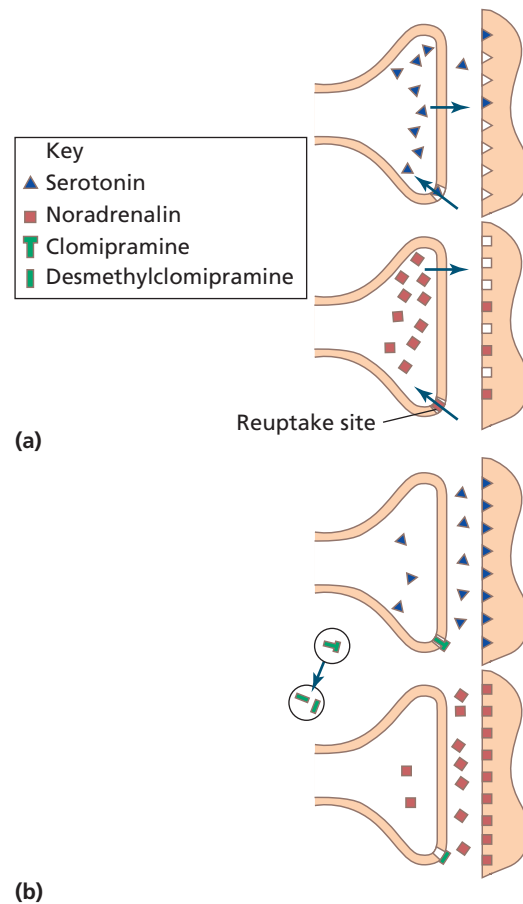 Key
Serotonin
Noradrenalin
Clomipramine
Desmethylclomipramine
Reuptake site
(a)
(b)